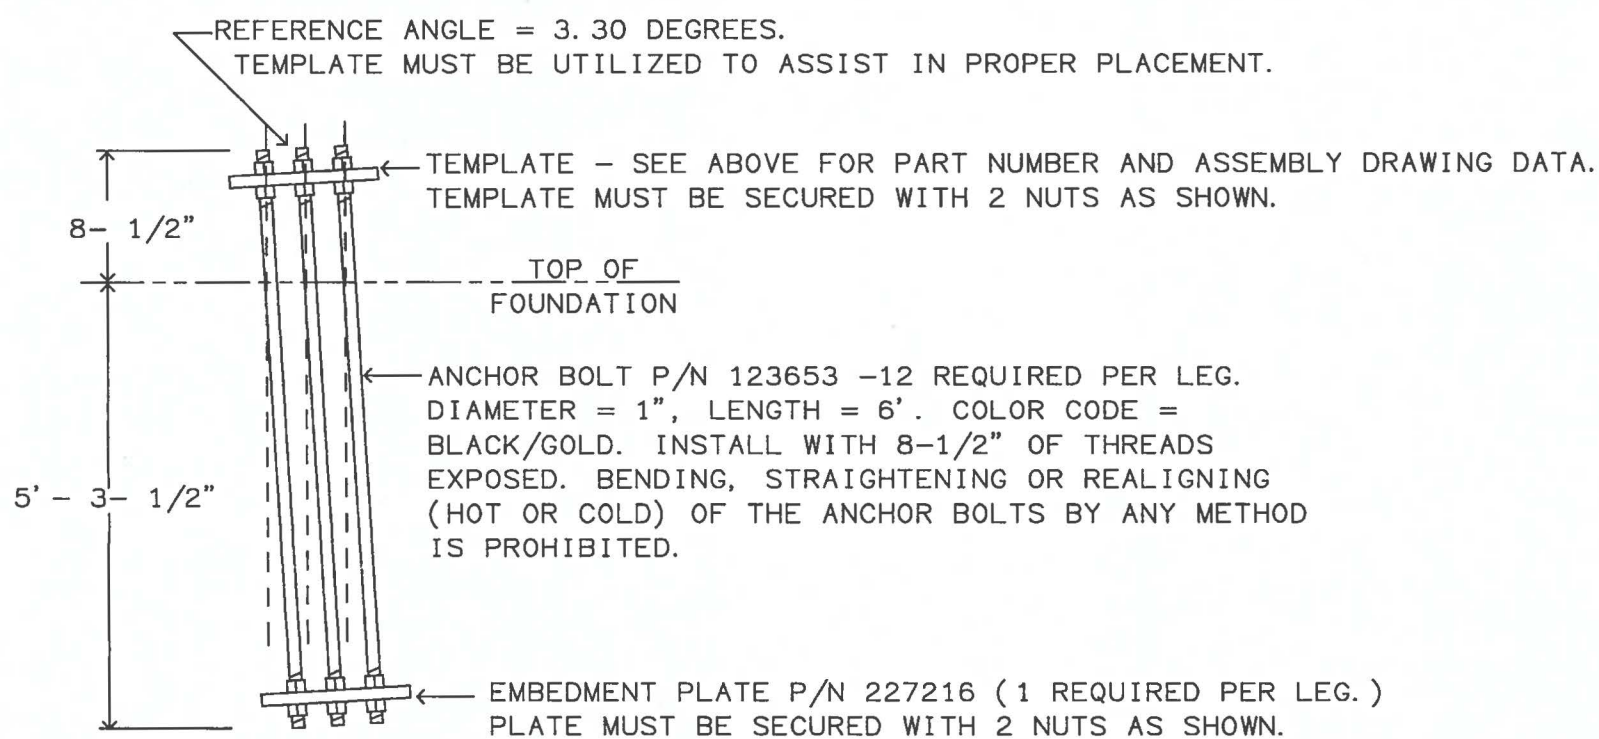 REFERENCE ANGLE = 3.30 DEGREES.
TEMPLATE MUST BE UTILIZED TO ASSIST IN PROPER PLACEMENT.
TEMPLATE - SEE ABOVE FOR PART NUMBER AND ASSEMBLY DRAWING DATA.
TEMPLATE MUST BE SECURED WITH 2 NUTS AS SHOWN.
8- 1/2"
TOP OF
FOUNDATION
ANCHOR BOLT P/N 123653 -12 REQUIRED PER LEG.
DIAMETER = 1", LENGTH = 6'. COLOR CODE =
BLACK/GOLD. INSTALL WITH 8-1/2" OF THREADS
EXPOSED. BENDING, STRAIGHTENING OR REALIGNING
(HOT OR COLD) OF THE ANCHOR BOLTS BY ANY METHOD
IS PROHIBITED.
5' - 3- 1/2"
EMBEDMENT PLATE P/N 227216 (1 REQUIRED PER LEG.)
PLATE MUST BE SECURED WITH 2 NUTS AS SHOWN.